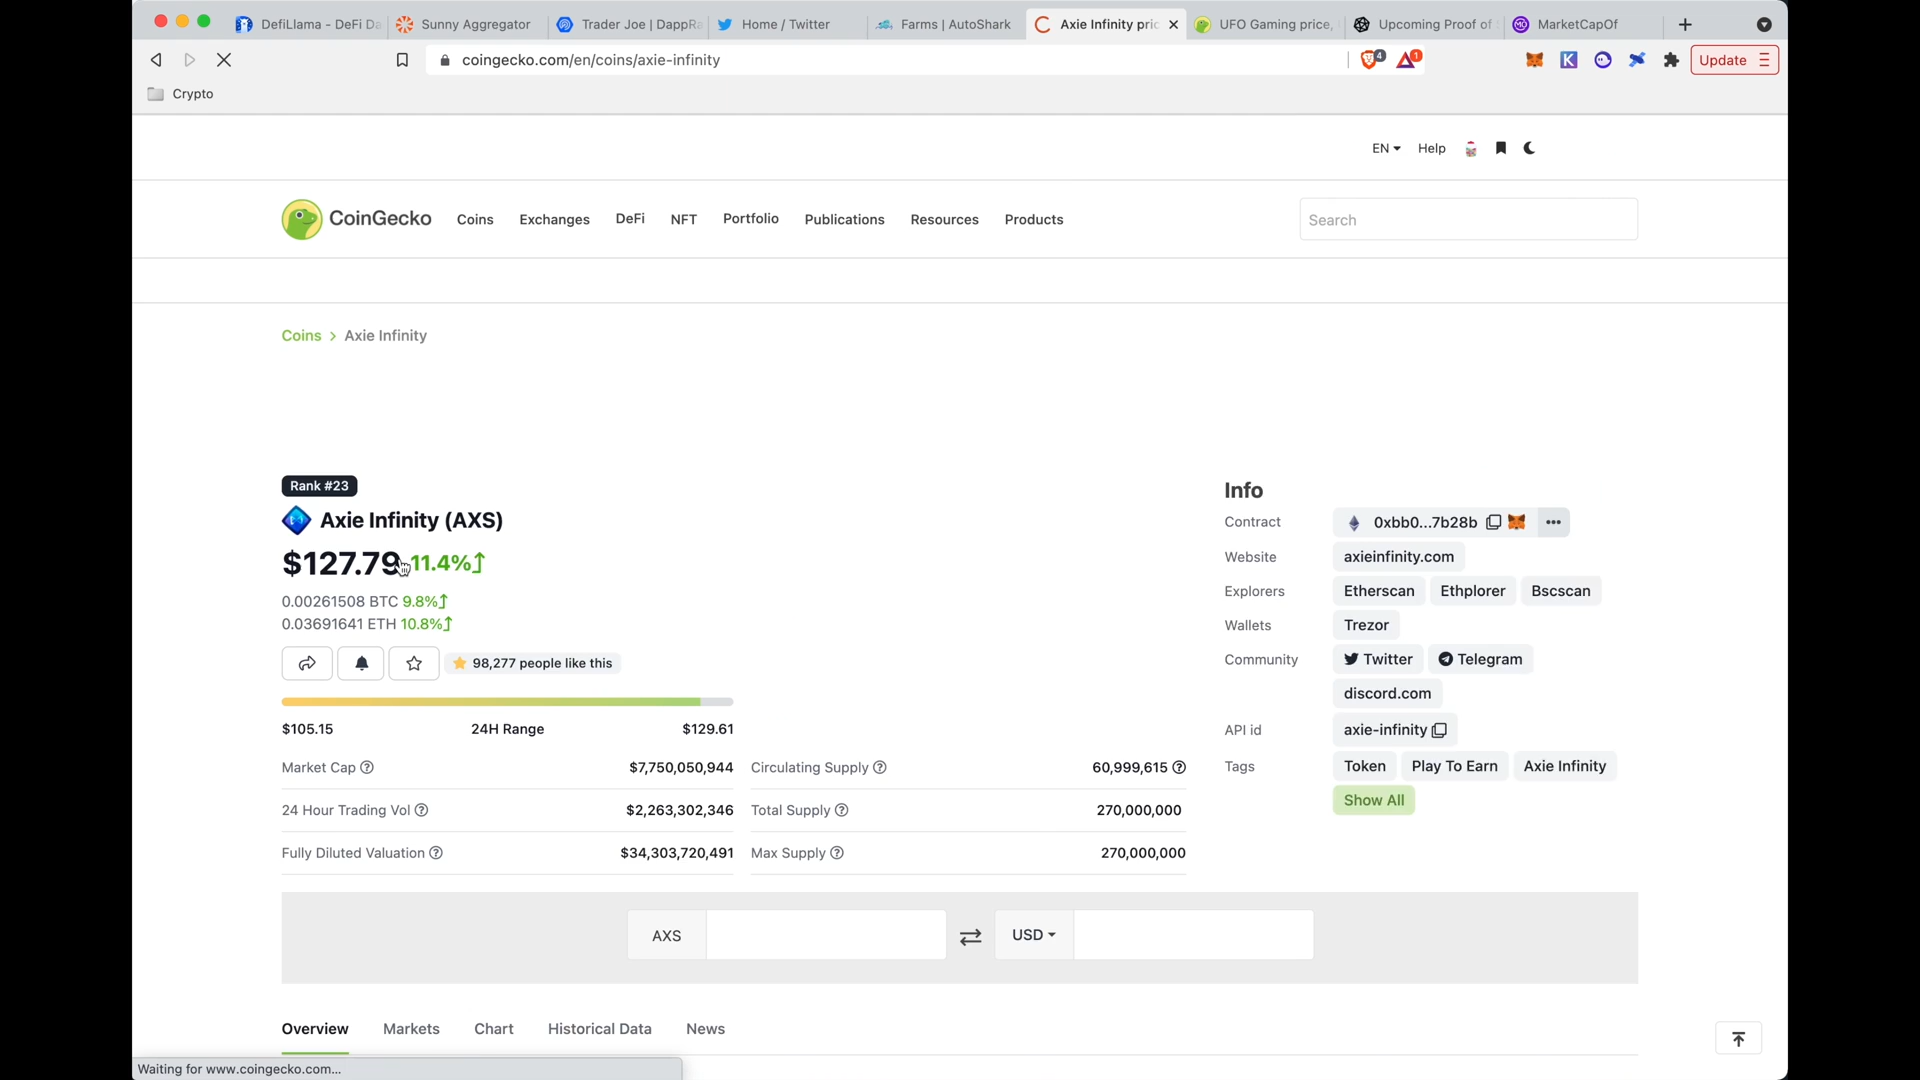 DefiLlama - DeFi Da
Sunny Aggregator
Trader Joe | DappRa
Home / Twitter
Farms | AutoShark
Axie Infinity pric
UFO Gaming price,
Upcoming Proof of S
MarketCapOf
coingecko.com/en/coins/axie-infinity
4
1
Update
Crypto
EN
Help
CoinGecko
Coins
Exchanges
DeFi
NFT
Portfolio
Publications
Resources
Products
Search
Coins > Axie Infinity
Rank #23
Axie Infinity (AXS)
$127.79 11.4%
0.00261508 BTC 9.8%
0.03691641 ETH 10.8%
98,277 people like this
$105.15 24H Range $129.61
Market Cap $7,750,050,944 Circulating Supply 60,999,615
24 Hour Trading Vol $2,263,302,346 Total Supply 270,000,000
Fully Diluted Valuation $34,303,720,491 Max Supply 270,000,000
Info
Contract 0xbb0...7b28b
Website axieinfinity.com
Explorers Etherscan Ethplorer Bscscan
Wallets Trezor
Community Twitter Telegram
discord.com
API id axie-infinity
Tags Token Play To Earn Axie Infinity
Show All
AXS
USD
Overview
Markets
Chart
Historical Data
News
Waiting for www.coingecko.com...